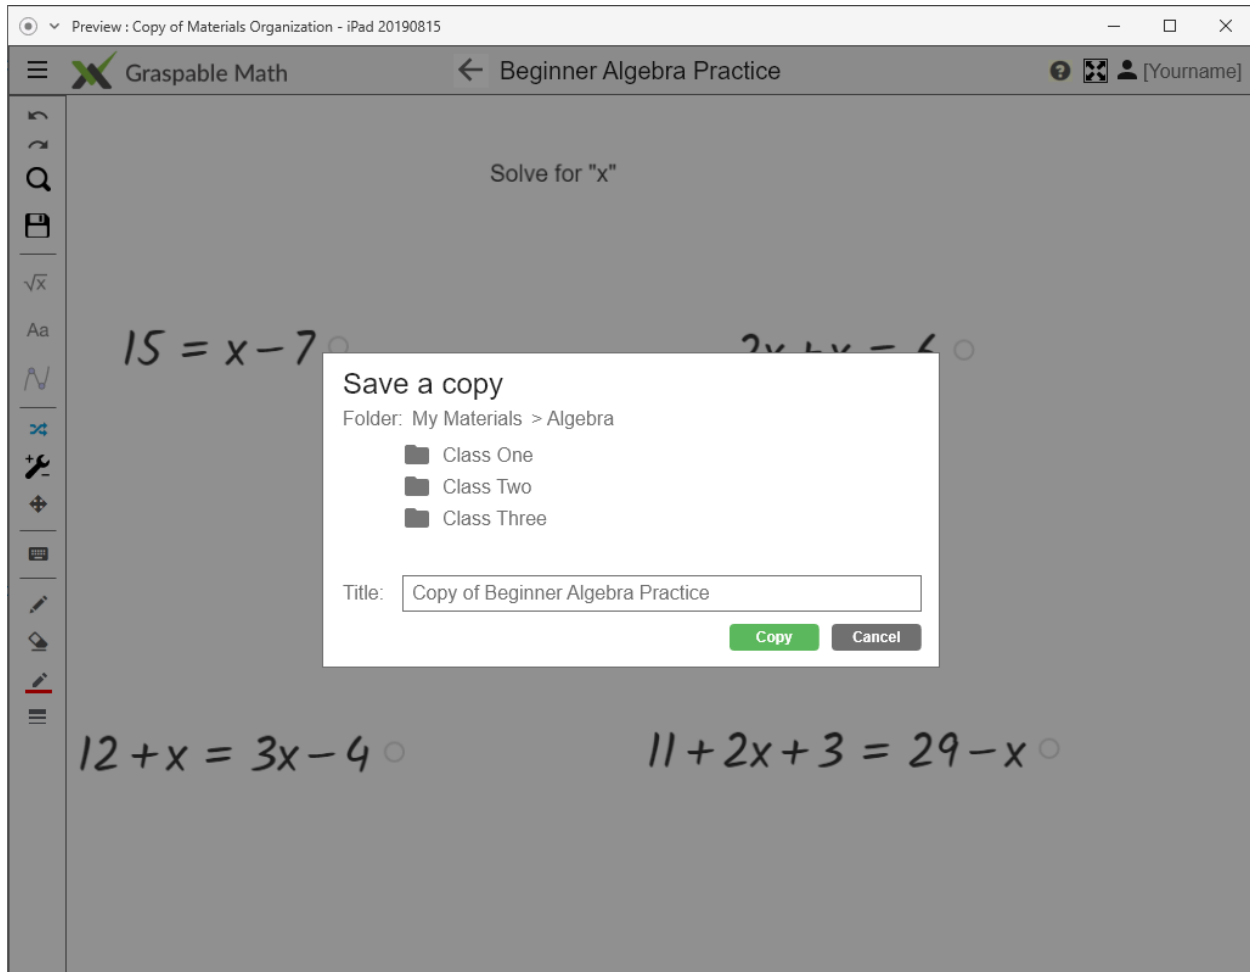 Preview : Copy of Materials Organization - iPad 20190815
Graspable Math
Beginner Algebra Practice
[Yourname]
Solve for "x"
√x
Aa
15 = x − 7
2x + x = 6
Save a copy
Folder: My Materials > Algebra
Class One
Class Two
Class Three
Title: Copy of Beginner Algebra Practice
Copy Cancel
12 + x = 3x − 4
11 + 2x + 3 = 29 − x